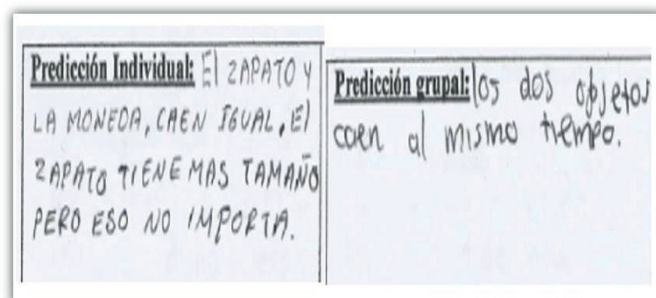 Predicción Individual: El ZAPATO Y
LA MONEDA, CAEN IGUAL, El
ZAPATO TIENE MAS TAMAÑO
PERO ESO NO IMPORTA.
Predicción grupal: los dos objetos
caen al mismo tiempo.